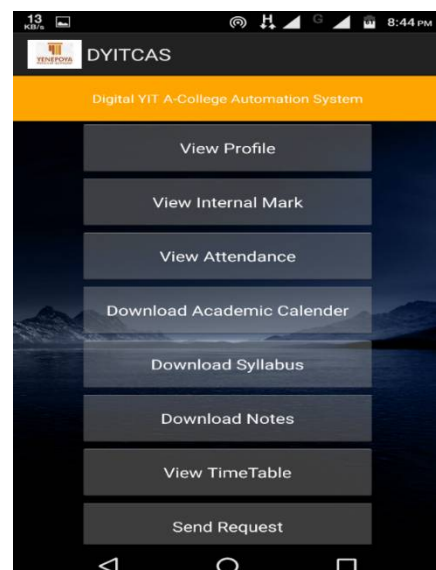 13
KB/s
H
G
8:44 PM
YENEPOYA
DYITCAS
Digital YIT A-College Automation System
View Profile
View Internal Mark
View Attendance
Download Academic Calender
Download Syllabus
Download Notes
View TimeTable
Send Request